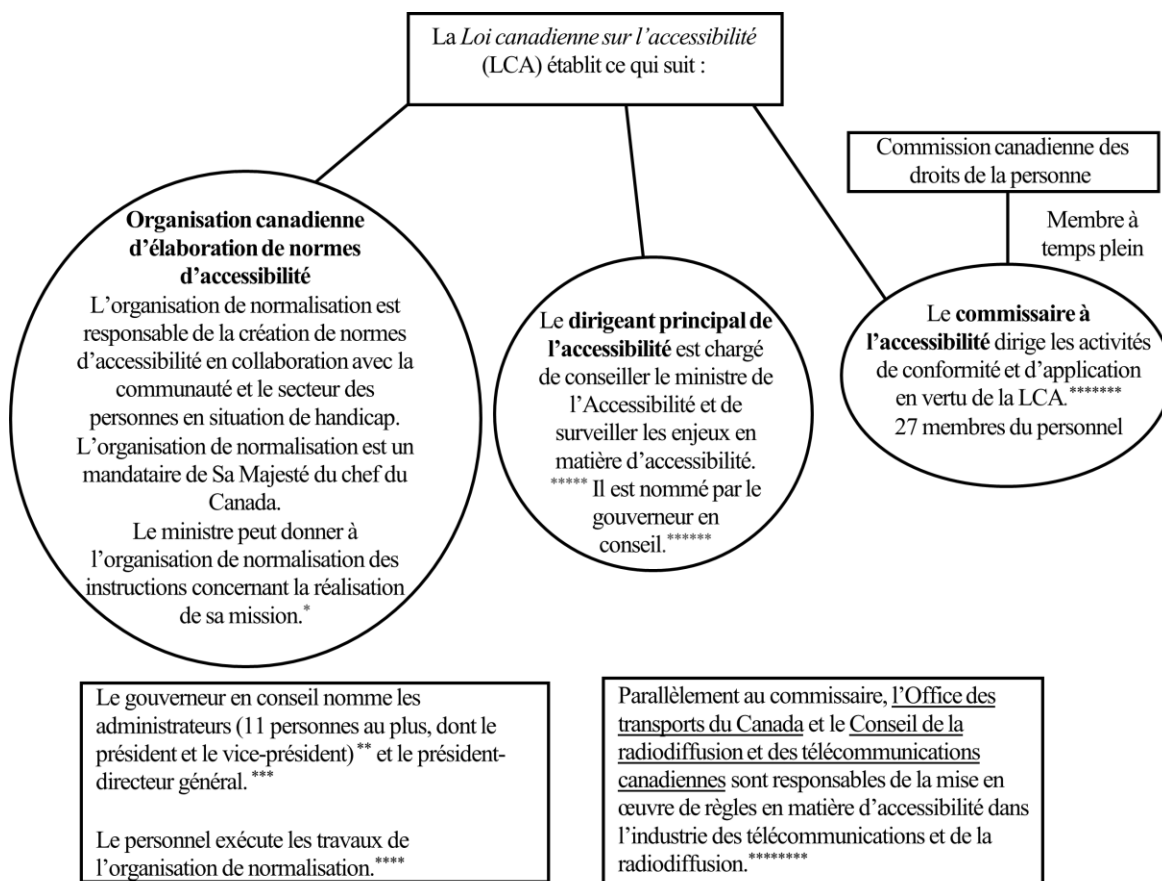 La Loi canadienne sur l’accessibilité
(LCA) établit ce qui suit :
Commission canadienne des
droits de la personne
Membre à
temps plein
Organisation canadienne
d’élaboration de normes
d’accessibilité
L’organisation de normalisation est
responsable de la création de normes
d’accessibilité en collaboration avec la
communauté et le secteur des
personnes en situation de handicap.
L’organisation de normalisation est un
mandataire de Sa Majesté du chef du
Canada.
Le ministre peut donner à
l’organisation de normalisation des
instructions concernant la réalisation
de sa mission.*
Le dirigeant principal de
l’accessibilité est chargé
de conseiller le ministre de
l’Accessibilité et de
surveiller les enjeux en
matière d’accessibilité.
***** Il est nommé par le
gouverneur en
conseil.******
Le commissaire à
l’accessibilité dirige les activités
de conformité et d’application
en vertu de la LCA.*******
27 membres du personnel
Le gouverneur en conseil nomme les
administrateurs (11 personnes au plus, dont le
président et le vice-président) ** et le président-
directeur général. ***
Le personnel exécute les travaux de
l’organisation de normalisation.****
Parallèlement au commissaire, l’Office des
transports du Canada et le Conseil de la
radiodiffusion et des télécommunications
canadiennes sont responsables de la mise en
œuvre de règles en matière d’accessibilité dans
l’industrie des télécommunications et de la
radiodiffusion.********